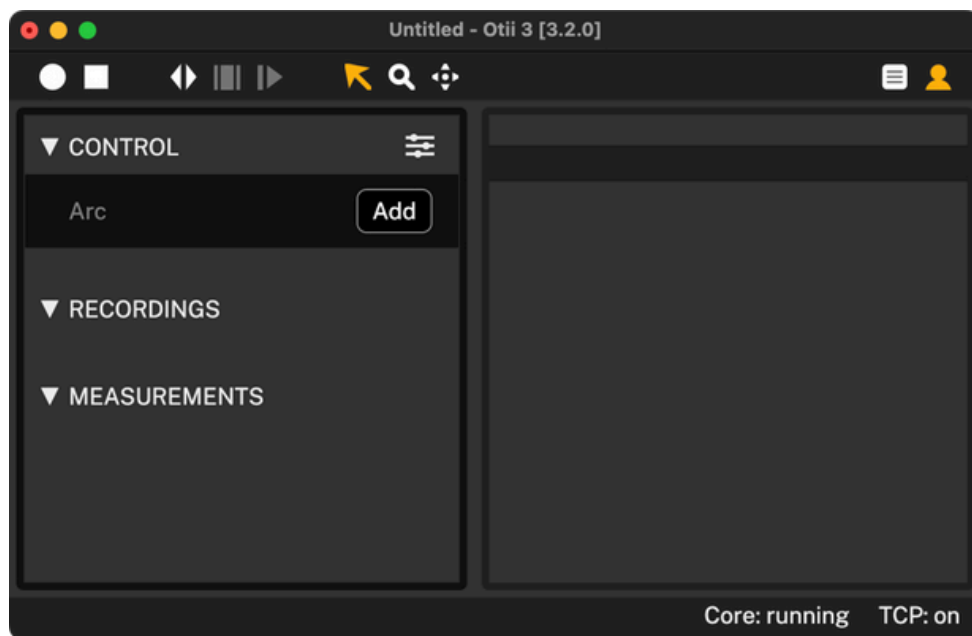 Untitled - Otii 3 [3.2.0]
CONTROL
Arc Add
RECORDINGS
MEASUREMENTS
Core: running TCP: on